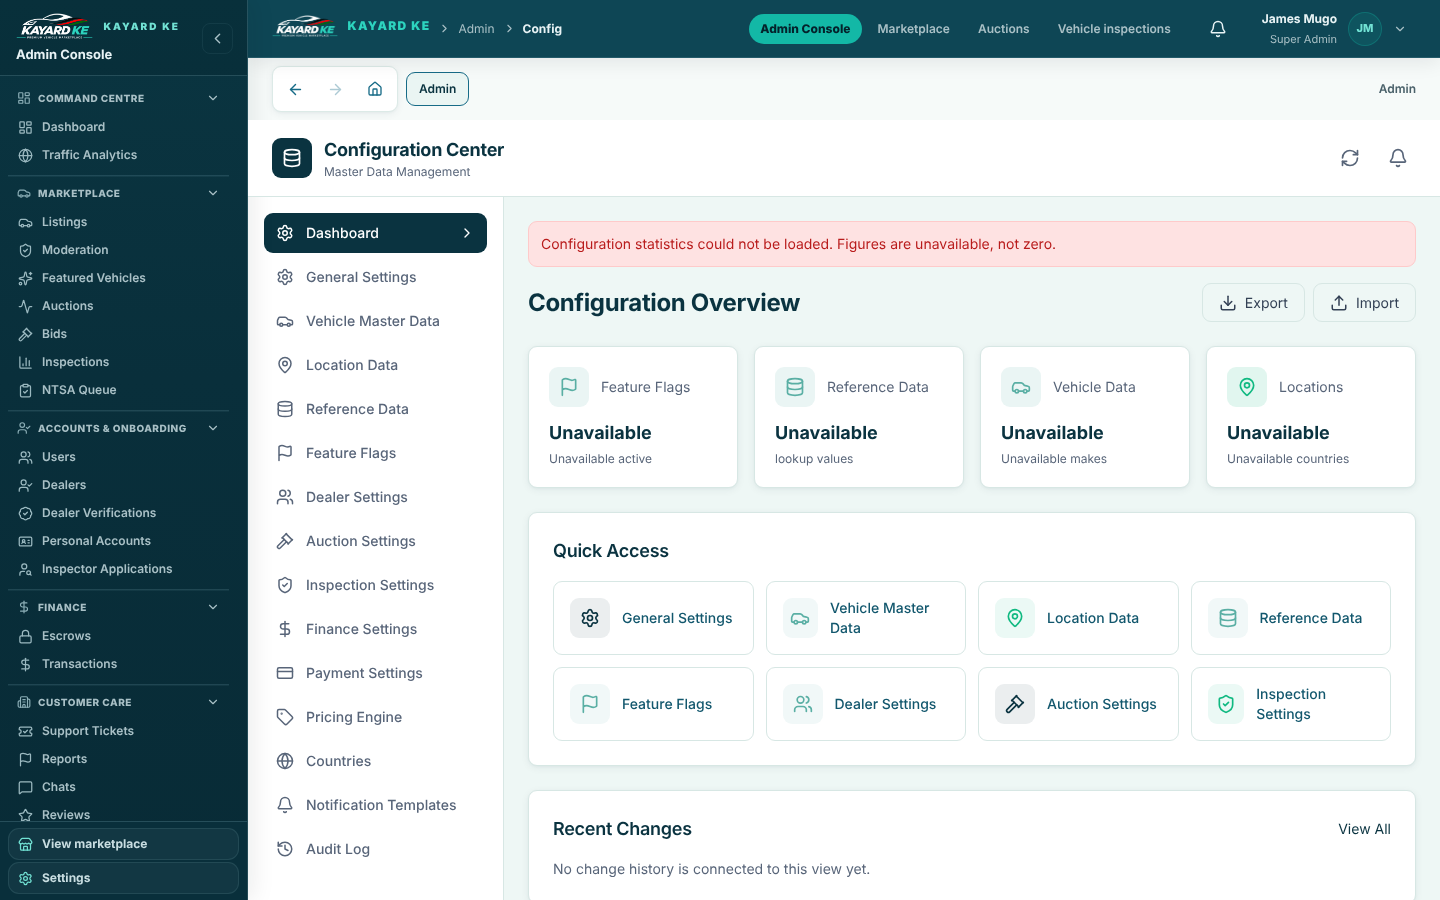 KAYARD KE
KAYARD KE
Admin Console
COMMAND CENTRE
Dashboard
Traffic Analytics
MARKETPLACE
Listings
Moderation
Featured Vehicles
Auctions
Bids
Inspections
NTSA Queue
ACCOUNTS & ONBOARDING
Users
Dealers
Dealer Verifications
Personal Accounts
Inspector Applications
FINANCE
Escrows
Transactions
CUSTOMER CARE
Support Tickets
Reports
Chats
Reviews
View marketplace
Settings
KAYARD KE
KAYARD KE
Admin
Config
Admin Console
Marketplace
Auctions
Vehicle inspections
James Mugo
Super Admin
JM
Admin
Admin
Configuration Center
Master Data Management
Dashboard
General Settings
Vehicle Master Data
Location Data
Reference Data
Feature Flags
Dealer Settings
Auction Settings
Inspection Settings
Finance Settings
Payment Settings
Pricing Engine
Countries
Notification Templates
Audit Log
Configuration statistics could not be loaded. Figures are unavailable, not zero.
Configuration Overview
Export
Import
Feature Flags
Unavailable
Unavailable active
Reference Data
Unavailable
lookup values
Vehicle Data
Unavailable
Unavailable makes
Locations
Unavailable
Unavailable countries
Quick Access
General Settings
Vehicle Master
Data
Location Data
Reference Data
Feature Flags
Dealer Settings
Auction Settings
Inspection
Settings
Recent Changes
View All
No change history is connected to this view yet.